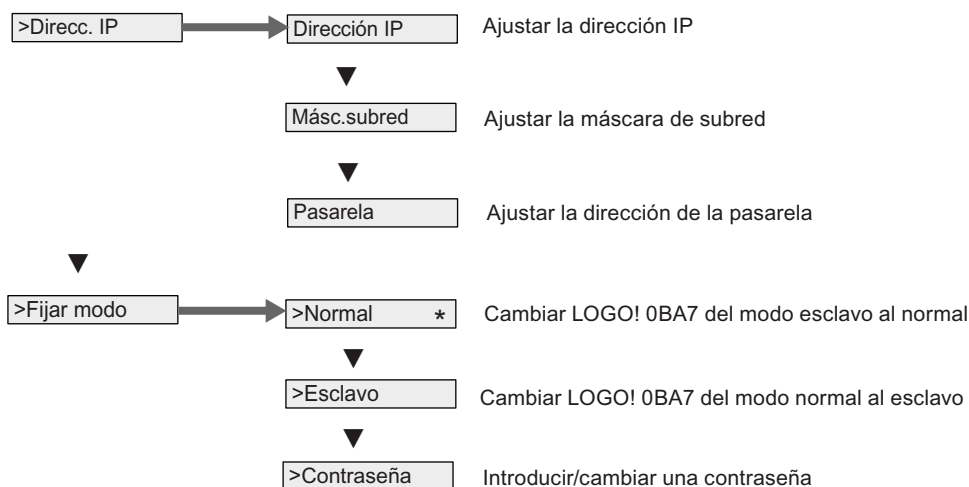 >Direcc. IP
Dirección IP
Ajustar la dirección IP
Másc.subred
Ajustar la máscara de subred
Pasarela
Ajustar la dirección de la pasarela
>Fijar modo
>Normal *
Cambiar LOGO! 0BA7 del modo esclavo al normal
>Esclavo
Cambiar LOGO! 0BA7 del modo normal al esclavo
>Contraseña
Introducir/cambiar una contraseña